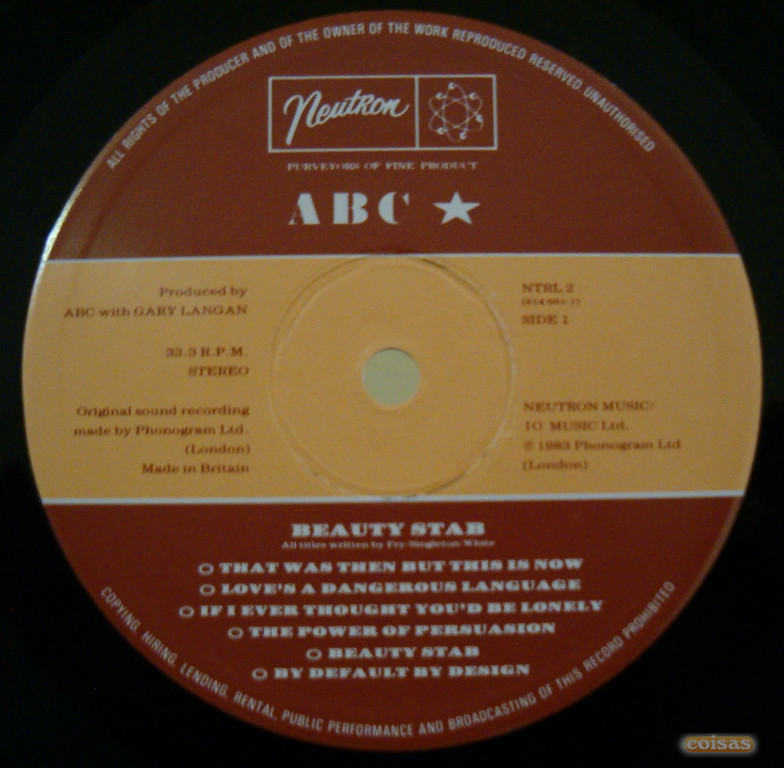 ALL RIGHTS OF THE PRODUCER AND OF THE OWNER OF THE WORK REPRODUCED RESERVED UNAUTHORISED
Neutron
PURVEYORS OF FINE PRODUCT
ABC ★
Produced by
ABC with GARY LANGAN
33.3 R.P.M.
STEREO
Original sound recording
made by Phonogram Ltd.
(London)
Made in Britain
NTRL 2
(814 661-1)
SIDE 1
NEUTRON MUSIC/
10 MUSIC Ltd.
℗ 1983 Phonogram Ltd
(London)
BEAUTY STAB
All titles written by Fry/Singleton/White
THAT WAS THEN BUT THIS IS NOW
LOVE'S A DANGEROUS LANGUAGE
IF I EVER THOUGHT YOU'D BE LONELY
THE POWER OF PERSUASION
BEAUTY STAB
BY DEFAULT BY DESIGN
COPYING, HIRING, LENDING, RENTAL, PUBLIC PERFORMANCE AND BROADCASTING OF THIS RECORD PROHIBITED
coisas